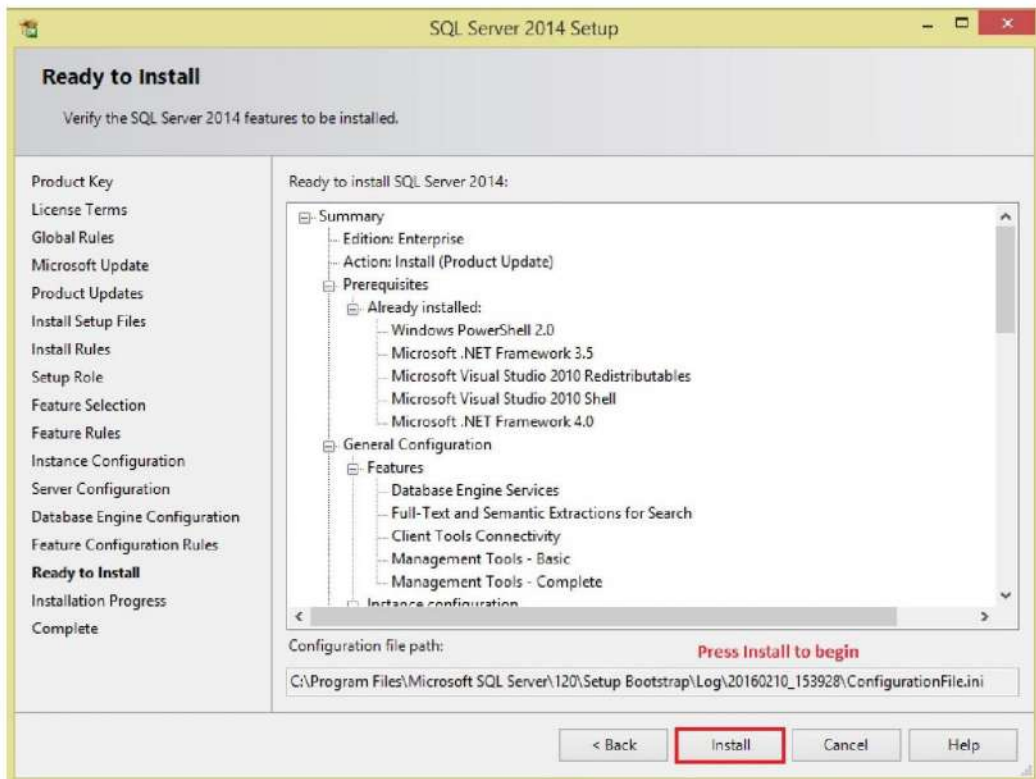 SQL Server 2014 Setup
Ready to Install
Verify the SQL Server 2014 features to be installed.
Product Key
License Terms
Global Rules
Microsoft Update
Product Updates
Install Setup Files
Install Rules
Setup Role
Feature Selection
Feature Rules
Instance Configuration
Server Configuration
Database Engine Configuration
Feature Configuration Rules
Ready to Install
Installation Progress
Complete
Ready to install SQL Server 2014:
Summary
Edition: Enterprise
Action: Install (Product Update)
Prerequisites
Already installed:
Windows PowerShell 2.0
Microsoft .NET Framework 3.5
Microsoft Visual Studio 2010 Redistributables
Microsoft Visual Studio 2010 Shell
Microsoft .NET Framework 4.0
General Configuration
Features
Database Engine Services
Full-Text and Semantic Extractions for Search
Client Tools Connectivity
Management Tools - Basic
Management Tools - Complete
Instance configuration
Configuration file path:
Press Install to begin
C:\Program Files\Microsoft SQL Server\120\Setup Bootstrap\Log\20160210_153928\ConfigurationFile.ini
< Back
Install
Cancel
Help